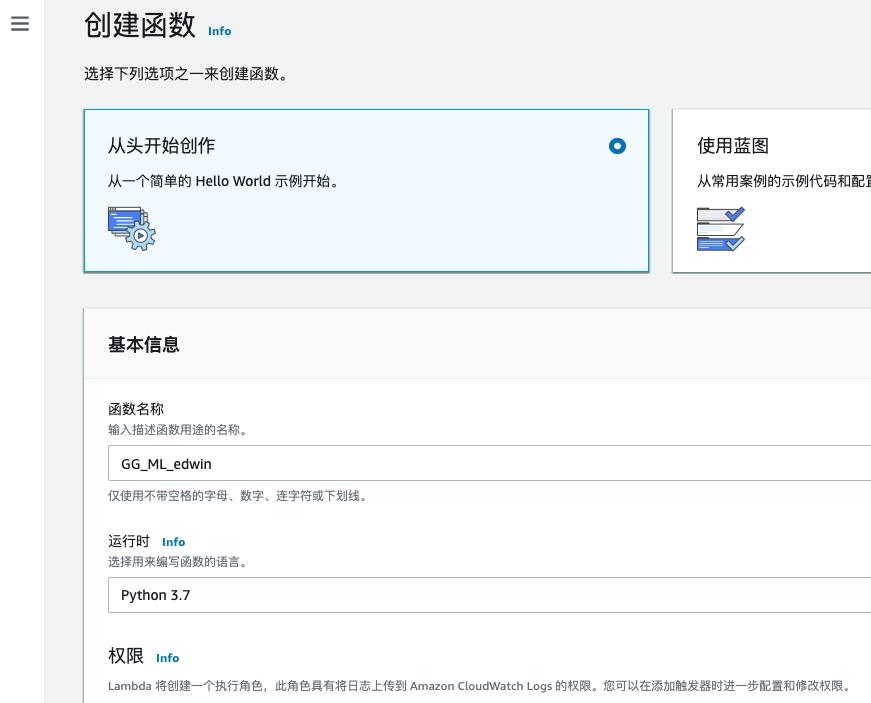 创建函数 Info
选择下列选项之一来创建函数。
从头开始创作
从一个简单的 Hello World 示例开始。
使用蓝图
从常用案例的示例代码和配置
基本信息
函数名称
输入描述函数用途的名称。
GG_ML_edwin
仅使用不带空格的字母、数字、连字符或下划线。
运行时 Info
选择用来编写函数的语言。
Python 3.7
权限 Info
Lambda 将创建一个执行角色，此角色具有将日志上传到 Amazon CloudWatch Logs 的权限。您可以在添加触发器时进一步配置和修改权限。